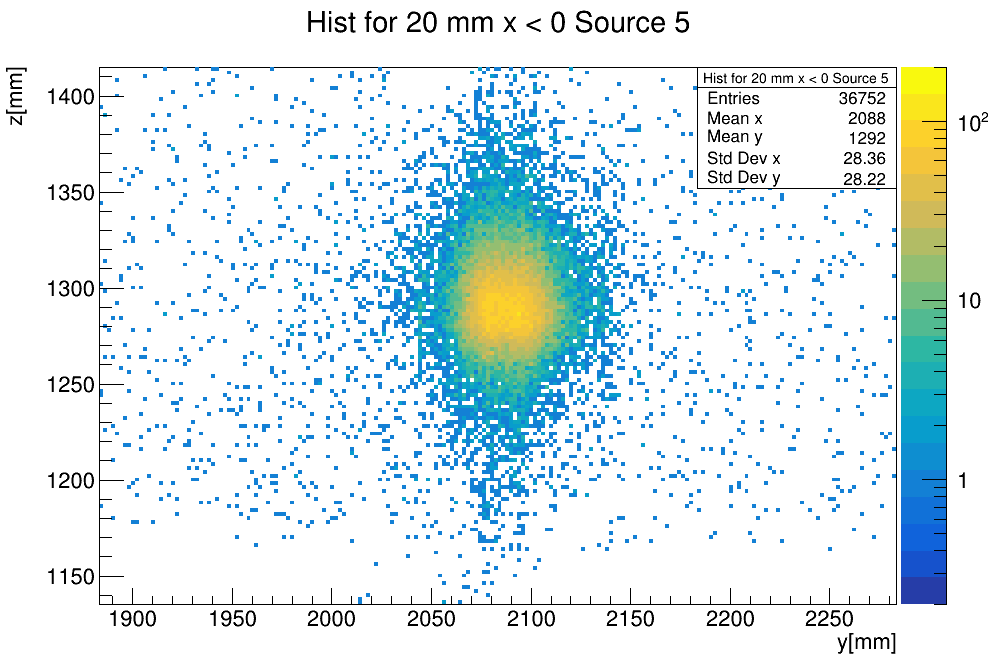 Hist for 20 mm x < 0 Source 5
z[mm]
Hist for 20 mm x < 0 Source 5
Entries 36752
Mean x 2088
Mean y 1292
Std Dev x 28.36
Std Dev y 28.22
1400
1350
1300
1250
1200
1150
10²
10
1
1900 1950 2000 2050 2100 2150 2200 2250
y[mm]